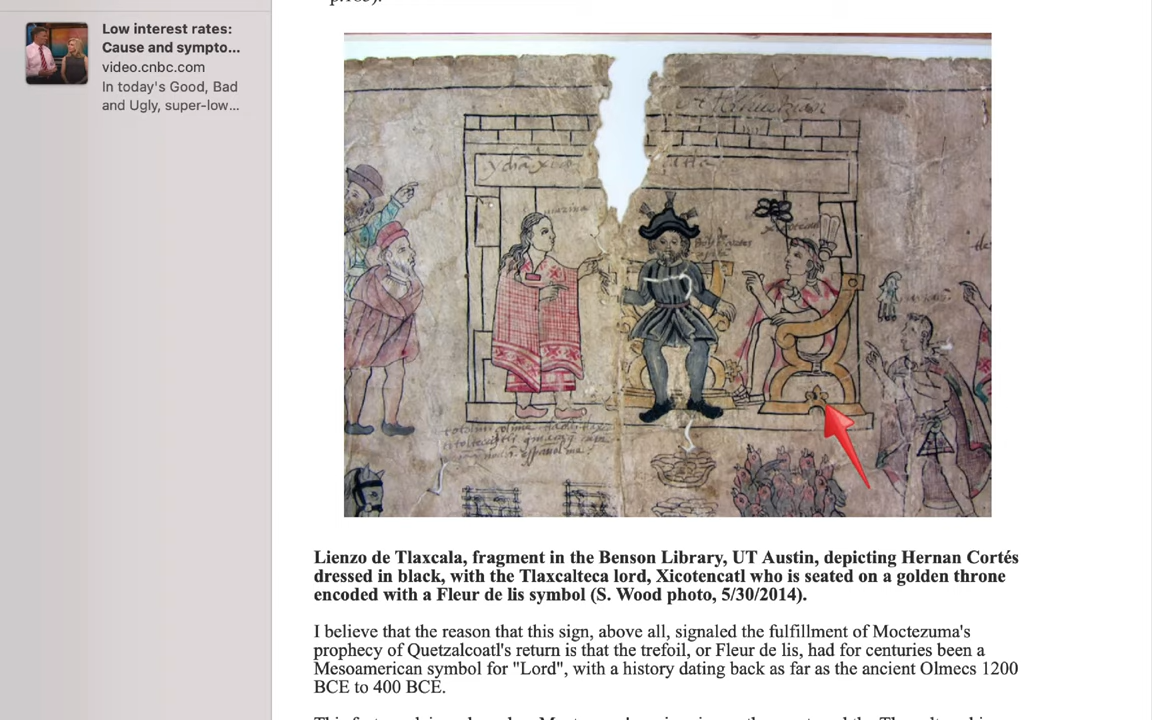 Low interest rates:
Cause and sympto...
video.cnbc.com
In today's Good, Bad
and Ugly, super-low...
Lienzo de Tlaxcala, fragment in the Benson Library, UT Austin, depicting Hernan Cortés
dressed in black, with the Tlaxcalteca lord, Xicotencatl who is seated on a golden throne
encoded with a Fleur de lis symbol (S. Wood photo, 5/30/2014).
I believe that the reason that this sign, above all, signaled the fulfillment of Moctezuma's
prophecy of Quetzalcoatl's return is that the trefoil, or Fleur de lis, had for centuries been a
Mesoamerican symbol for "Lord", with a history dating back as far as the ancient Olmecs 1200
BCE to 400 BCE.